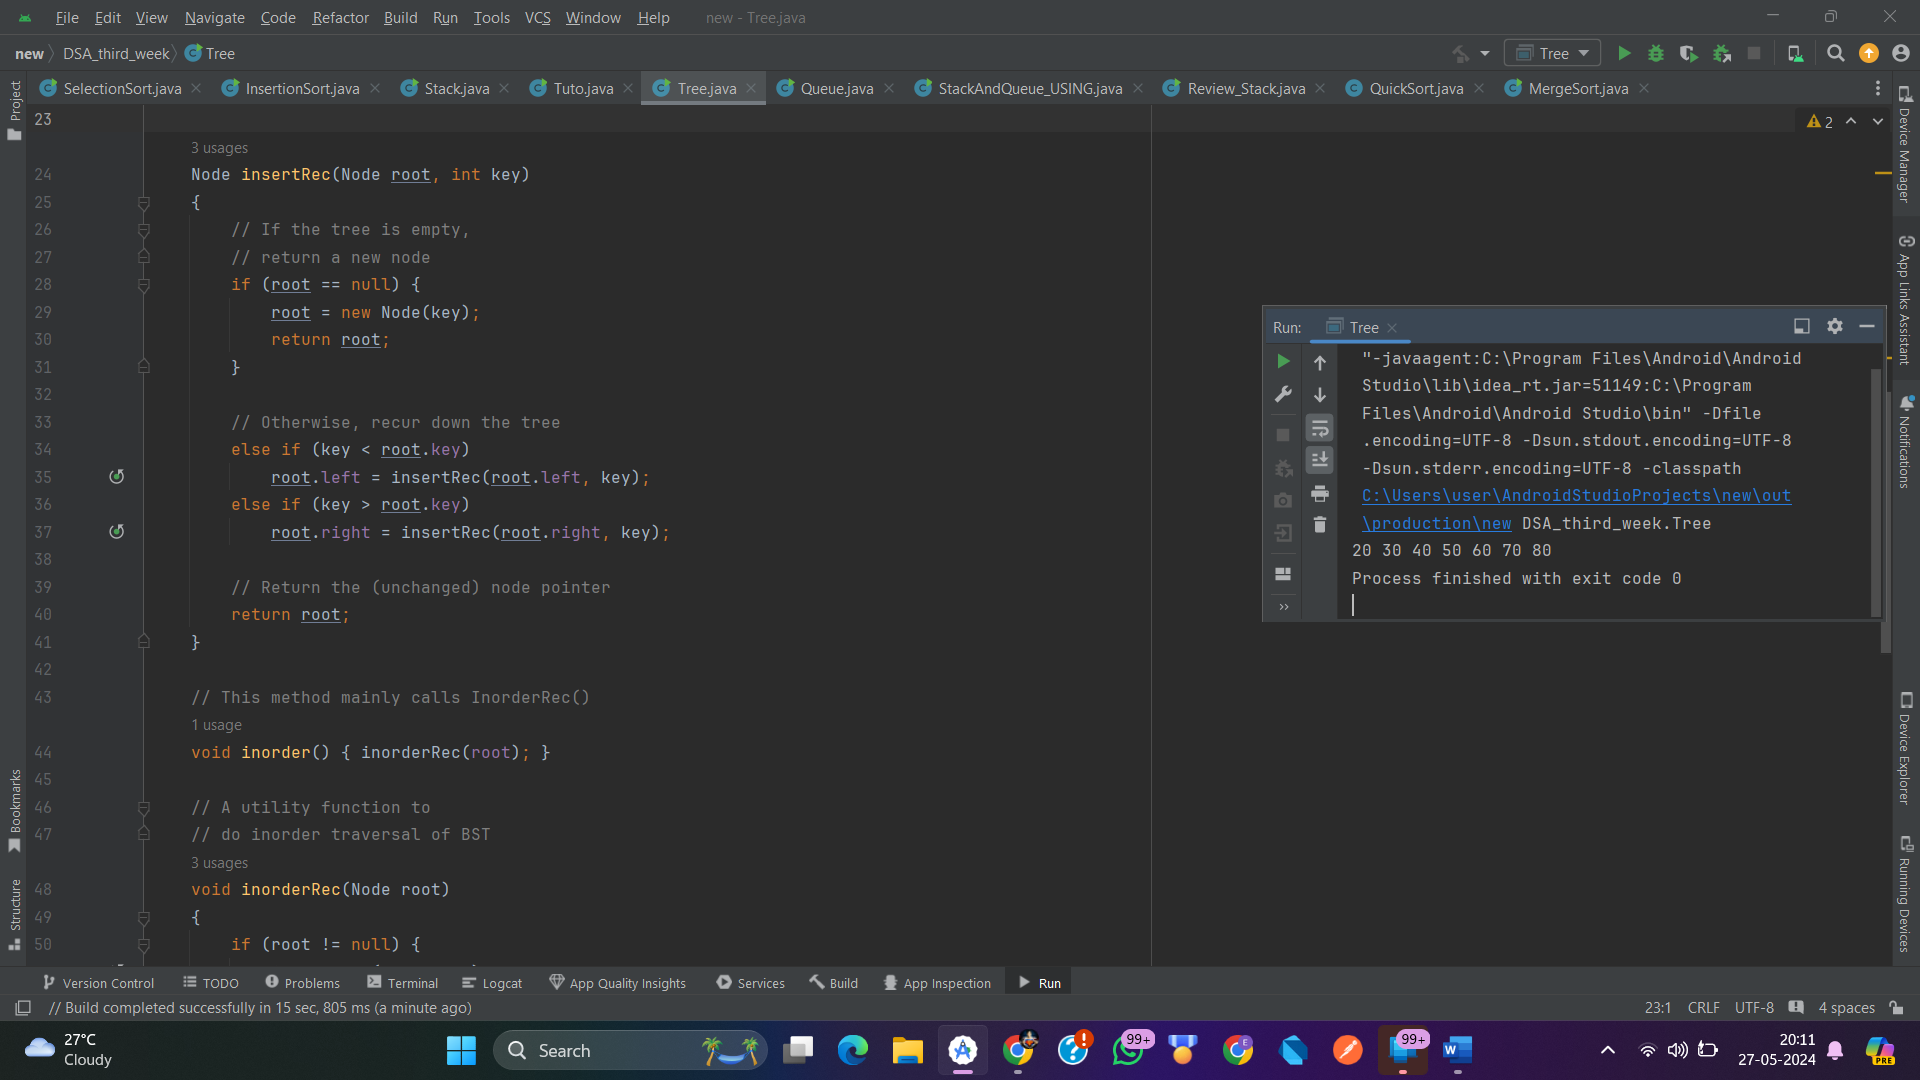 File Edit View Navigate Code Refactor Build Run Tools VCS Window Help new - Tree.java
new DSA_third_week Tree
Tree
SelectionSort.java InsertionSort.java Stack.java Tuto.java Tree.java Queue.java StackAndQueue_USING.java Review_Stack.java QuickSort.java MergeSort.java
Project
23
2
3 usages
24 Node insertRec(Node root, int key)
25 {
26 // If the tree is empty,
27 // return a new node
28 if (root == null) {
29 root = new Node(key);
30 return root;
31 }
32
33 // Otherwise, recur down the tree
34 else if (key < root.key)
35 root.left = insertRec(root.left, key);
36 else if (key > root.key)
37 root.right = insertRec(root.right, key);
38
39 // Return the (unchanged) node pointer
40 return root;
41 }
42
43 // This method mainly calls InorderRec()
1 usage
44 void inorder() { inorderRec(root); }
45
46 // A utility function to
47 // do inorder traversal of BST
3 usages
48 void inorderRec(Node root)
49 {
50 if (root != null) {
Run: Tree
"-javaagent:C:\Program Files\Android\Android
Studio\lib\idea_rt.jar=51149:C:\Program
Files\Android\Android Studio\bin" -Dfile
.encoding=UTF-8 -Dsun.stdout.encoding=UTF-8
-Dsun.stderr.encoding=UTF-8 -classpath
C:\Users\user\AndroidStudioProjects\new\out
\production\new DSA_third_week.Tree
20 30 40 50 60 70 80
Process finished with exit code 0
Device Manager
App Links Assistant
Notifications
Device Explorer
Running Devices
Bookmarks
Structure
Version Control TODO Problems Terminal Logcat App Quality Insights Services Build App Inspection Run
// Build completed successfully in 15 sec, 805 ms (a minute ago)
23:1 CRLF UTF-8 4 spaces
27°C
Cloudy
Search
99+
E
99+
W
20:11
27-05-2024
PRE